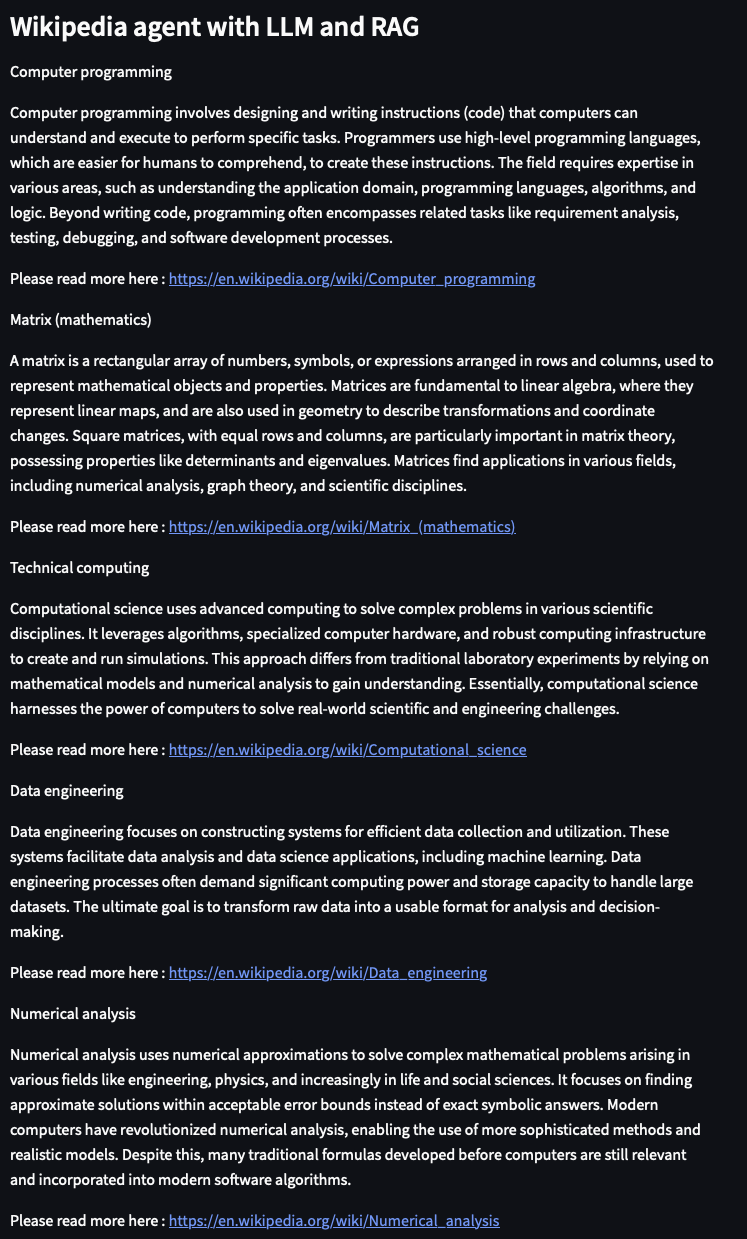 Wikipedia agent with LLM and RAG
Computer programming
Computer programming involves designing and writing instructions (code) that computers can
understand and execute to perform specific tasks. Programmers use high-level programming languages,
which are easier for humans to comprehend, to create these instructions. The field requires expertise in
various areas, such as understanding the application domain, programming languages, algorithms, and
logic. Beyond writing code, programming often encompasses related tasks like requirement analysis,
testing, debugging, and software development processes.
Please read more here : https://en.wikipedia.org/wiki/Computer_programming
Matrix (mathematics)
A matrix is a rectangular array of numbers, symbols, or expressions arranged in rows and columns, used to
represent mathematical objects and properties. Matrices are fundamental to linear algebra, where they
represent linear maps, and are also used in geometry to describe transformations and coordinate
changes. Square matrices, with equal rows and columns, are particularly important in matrix theory,
possessing properties like determinants and eigenvalues. Matrices find applications in various fields,
including numerical analysis, graph theory, and scientific disciplines.
Please read more here : https://en.wikipedia.org/wiki/Matrix_(mathematics)
Technical computing
Computational science uses advanced computing to solve complex problems in various scientific
disciplines. It leverages algorithms, specialized computer hardware, and robust computing infrastructure
to create and run simulations. This approach differs from traditional laboratory experiments by relying on
mathematical models and numerical analysis to gain understanding. Essentially, computational science
harnesses the power of computers to solve real-world scientific and engineering challenges.
Please read more here : https://en.wikipedia.org/wiki/Computational_science
Data engineering
Data engineering focuses on constructing systems for efficient data collection and utilization. These
systems facilitate data analysis and data science applications, including machine learning. Data
engineering processes often demand significant computing power and storage capacity to handle large
datasets. The ultimate goal is to transform raw data into a usable format for analysis and decision-
making.
Please read more here : https://en.wikipedia.org/wiki/Data_engineering
Numerical analysis
Numerical analysis uses numerical approximations to solve complex mathematical problems arising in
various fields like engineering, physics, and increasingly in life and social sciences. It focuses on finding
approximate solutions within acceptable error bounds instead of exact symbolic answers. Modern
computers have revolutionized numerical analysis, enabling the use of more sophisticated methods and
realistic models. Despite this, many traditional formulas developed before computers are still relevant
and incorporated into modern software algorithms.
Please read more here : https://en.wikipedia.org/wiki/Numerical_analysis